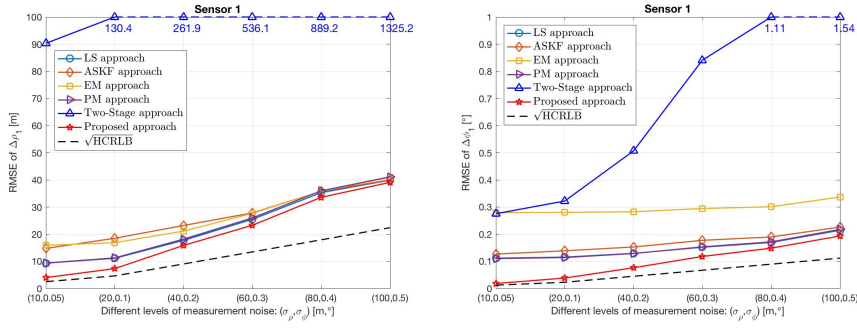 Sensor 1
130.4 261.9 536.1 889.2 1325.2
100
90
80
70
60
50
40
30
20
10
0
RMSE of Δρ₁ [m]
LS approach
ASKF approach
EM approach
PM approach
Two-Stage approach
Proposed approach
√HCRLB
(10,0.05) (20,0.1) (40,0.2) (60,0.3) (80,0.4) (100,0.5)
Different levels of measurement noise: (σρ,σϕ) [m,°]
Sensor 1
1.11 1.54
1
0.9
0.8
0.7
0.6
0.5
0.4
0.3
0.2
0.1
0
RMSE of Δϕ₁ [°]
LS approach
ASKF approach
EM approach
PM approach
Two-Stage approach
Proposed approach
√HCRLB
(10,0.05) (20,0.1) (40,0.2) (60,0.3) (80,0.4) (100,0.5)
Different levels of measurement noise: (σρ,σϕ) [m,°]